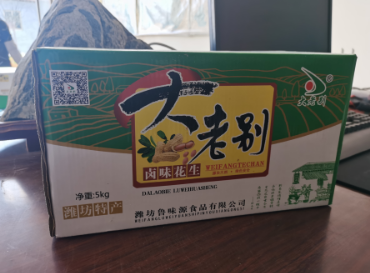 大老别
大老别
卤味花生
WEIFANGTECHAN
DALAOBIE LUWEIHUASHENG
净重:5kg
潍坊特产
潍坊鲁味源食品有限公司